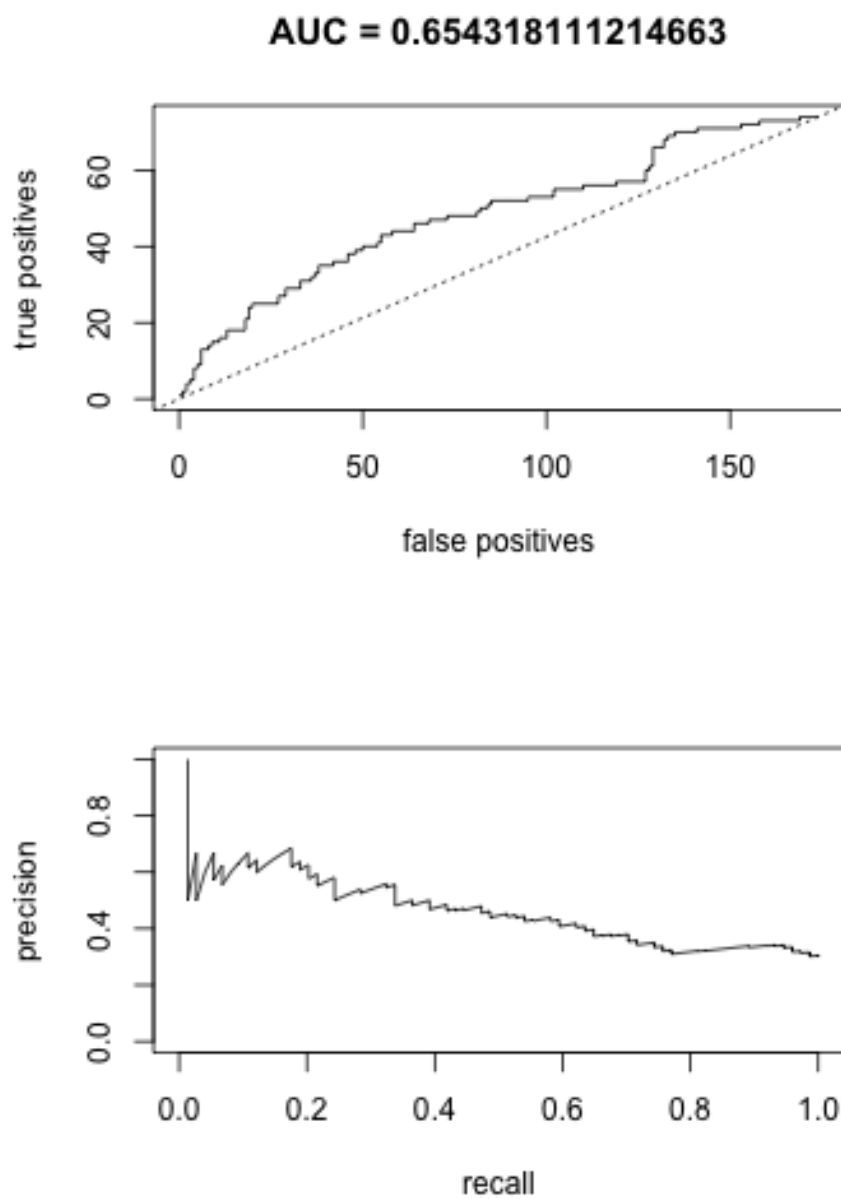 AUC = 0.654318111214663
true positives
0
20
40
60
0 50 100 150
false positives
precision
0.0
0.4
0.8
0.0 0.2 0.4 0.6 0.8 1.0
recall